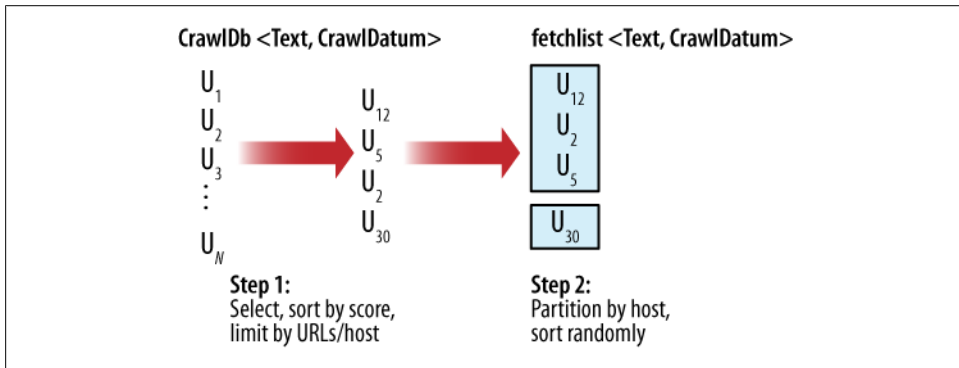 CrawlDb <Text, CrawlDatum>
U1
U2
U3
⋮
UN
U12
U5
U2
U30
Step 1:
Select, sort by score,
limit by URLs/host
fetchlist <Text, CrawlDatum>
U12
U2
U5
U30
Step 2:
Partition by host,
sort randomly